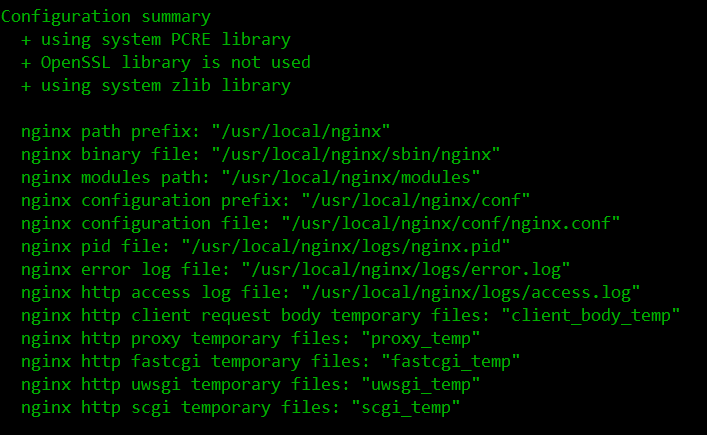 Configuration summary
+ using system PCRE library
+ OpenSSL library is not used
+ using system zlib library
nginx path prefix: "/usr/local/nginx"
nginx binary file: "/usr/local/nginx/sbin/nginx"
nginx modules path: "/usr/local/nginx/modules"
nginx configuration prefix: "/usr/local/nginx/conf"
nginx configuration file: "/usr/local/nginx/conf/nginx.conf"
nginx pid file: "/usr/local/nginx/logs/nginx.pid"
nginx error log file: "/usr/local/nginx/logs/error.log"
nginx http access log file: "/usr/local/nginx/logs/access.log"
nginx http client request body temporary files: "client_body_temp"
nginx http proxy temporary files: "proxy_temp"
nginx http fastcgi temporary files: "fastcgi_temp"
nginx http uwsgi temporary files: "uwsgi_temp"
nginx http scgi temporary files: "scgi_temp"